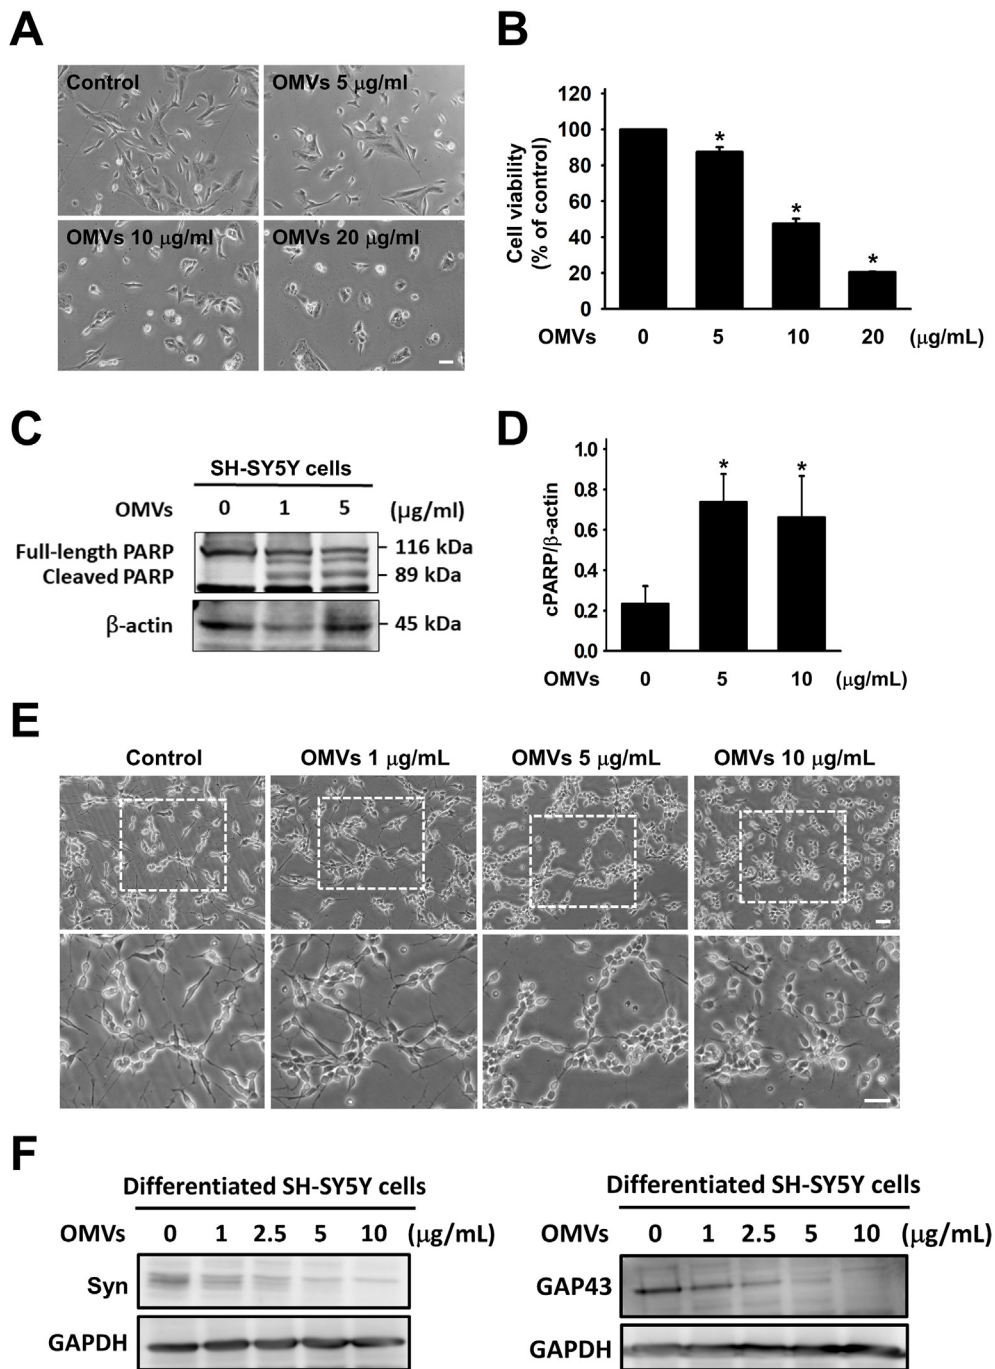 A
Control
OMVs 5 μg/ml
OMVs 10 μg/ml
OMVs 20 μg/ml
B
Cell viability
(% of control)
120
100
80
60
40
20
0
*
*
*
OMVs 0 5 10 20 (μg/mL)
C
SH-SY5Y cells
OMVs 0 1 5 (μg/ml)
Full-length PARP
116 kDa
Cleaved PARP
89 kDa
β-actin
45 kDa
D
cPARP/β-actin
1.0
0.8
0.6
0.4
0.2
0.0
*
*
OMVs 0 5 10 (μg/mL)
E
Control
OMVs 1 μg/mL
OMVs 5 μg/mL
OMVs 10 μg/mL
F
Differentiated SH-SY5Y cells
OMVs 0 1 2.5 5 10 (μg/mL)
Syn
GAPDH
Differentiated SH-SY5Y cells
OMVs 0 1 2.5 5 10 (μg/mL)
GAP43
GAPDH